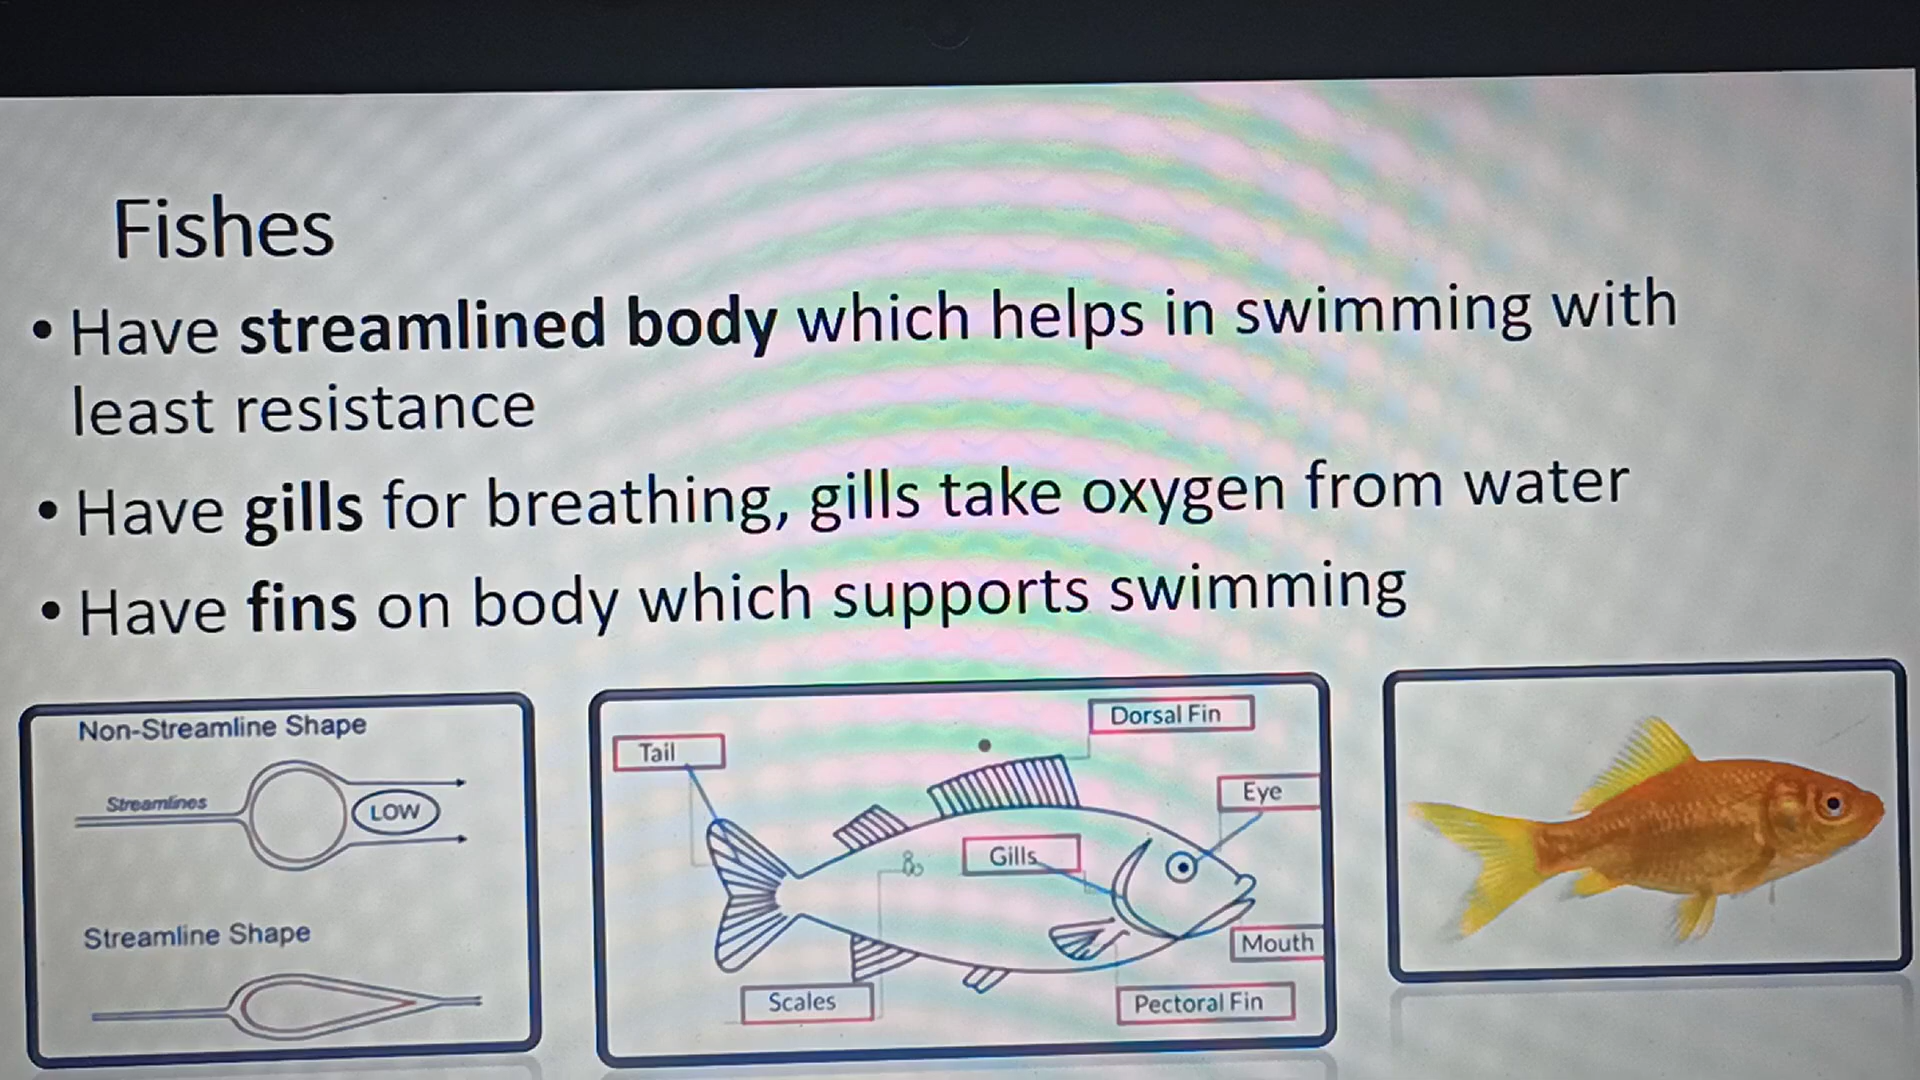 Fishes
• Have streamlined body which helps in swimming with
least resistance
• Have gills for breathing, gills take oxygen from water
• Have fins on body which supports swimming
Non-Streamline Shape
Streamlines
LOW
Streamline Shape
Tail
Dorsal Fin
Eye
Gills
Mouth
Scales
Pectoral Fin